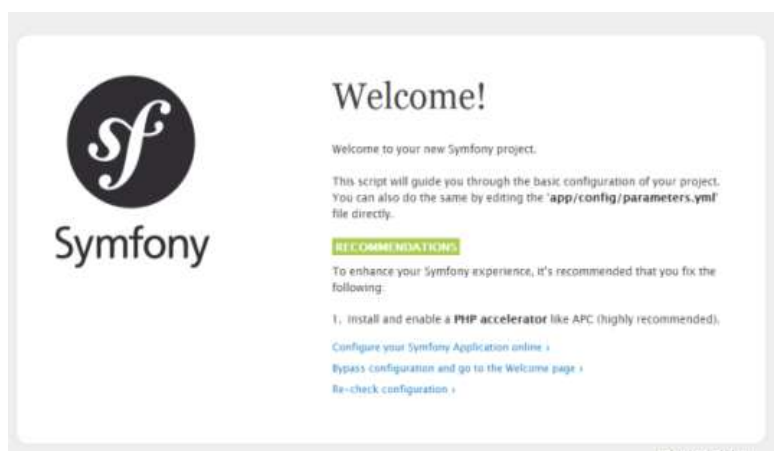 sf
Symfony
Welcome!
Welcome to your new Symfony project.
This script will guide you through the basic configuration of your project.
You can also do the same by editing the 'app/config/parameters.yml'
file directly.
RECOMMENDATIONS
To enhance your Symfony experience, it's recommended that you fix the
following:
1. Install and enable a PHP accelerator like APC (highly recommended).
Configure your Symfony Application online ›
Bypass configuration and go to the Welcome page ›
Re-check configuration ›